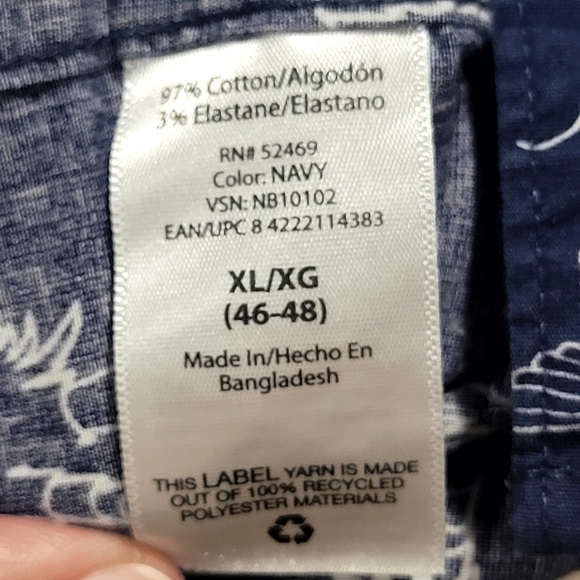 97% Cotton/Algodón
3% Elastane/Elastano
RN# 52469
Color: NAVY
VSN: NB10102
EAN/UPC 8 4222114383
XL/XG
(46-48)
Made In/Hecho En
Bangladesh
THIS LABEL YARN IS MADE
OUT OF 100% RECYCLED
POLYESTER MATERIALS